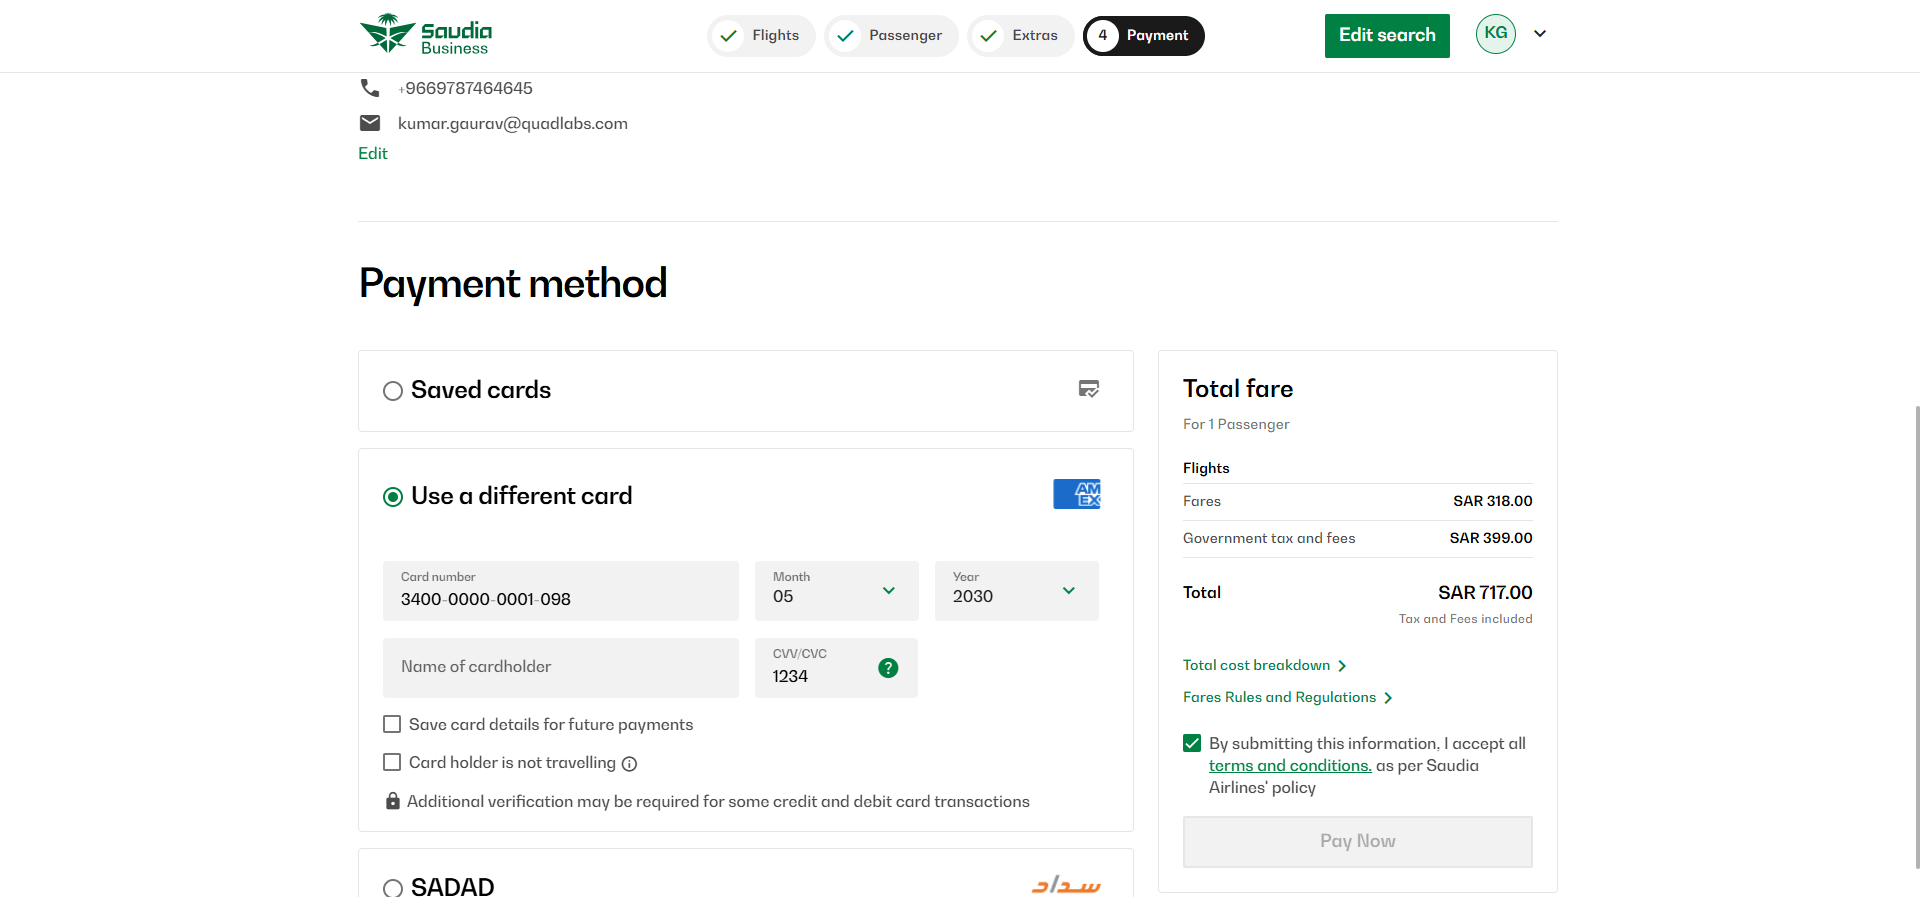 Saudia
Business
Flights
Passenger
Extras
4 Payment
Edit search
KG
+9669787464645
kumar.gaurav@quadlabs.com
Edit
Payment method
Saved cards
Use a different card
AM
EX
Card number
3400-0000-0001-098
Month
05
Year
2030
Name of cardholder
CVV/CVC
1234
?
Save card details for future payments
Card holder is not travelling
Additional verification may be required for some credit and debit card transactions
SADAD
سداد
Total fare
For 1 Passenger
Flights
Fares SAR 318.00
Government tax and fees SAR 399.00
Total SAR 717.00
Tax and Fees included
Total cost breakdown
Fares Rules and Regulations
By submitting this information, I accept all
terms and conditions. as per Saudia
Airlines' policy
Pay Now